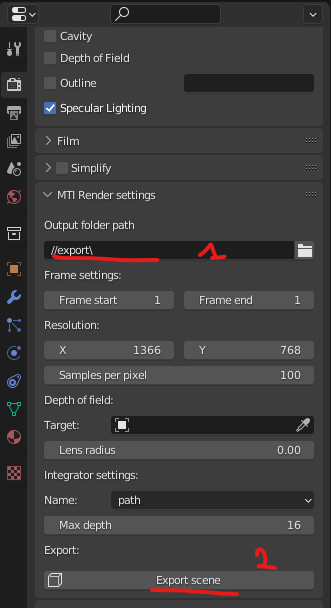 Cavity
Depth of Field
Outline
Specular Lighting
Film
Simplify
MTI Render settings
Output folder path
//export\ 1
Frame settings:
Frame start 1 Frame end 1
Resolution:
X 1366 Y 768
Samples per pixel 100
Depth of field:
Target:
Lens radius 0.00
Integrator settings:
Name: path
Max depth 16
Export: 2
Export scene